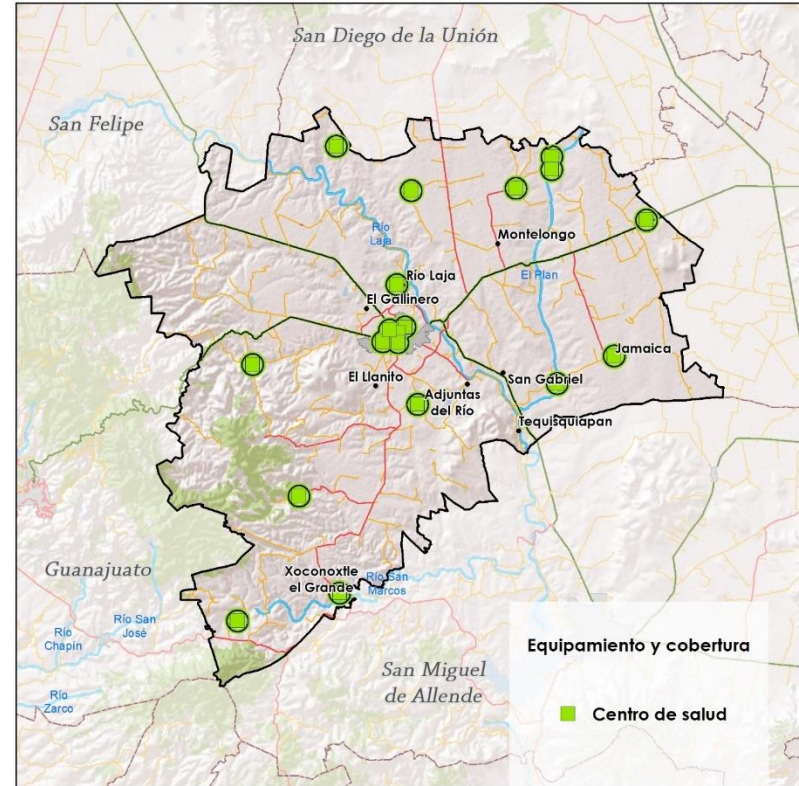 San Diego de la Unión
San Felipe
Río
Laja
Montelongo
Río Laja
El Plan
El Gallinero
Jamaica
El Llanito
San Gabriel
Adjuntas
del Río
Tequisquiapan
Guanajuato
Xoconoxtle
el Grande
Río San
Marcos
Río San
José
Río
Chapín
Equipamiento y cobertura
San Miguel
de Allende
Río
Zarco
Centro de salud